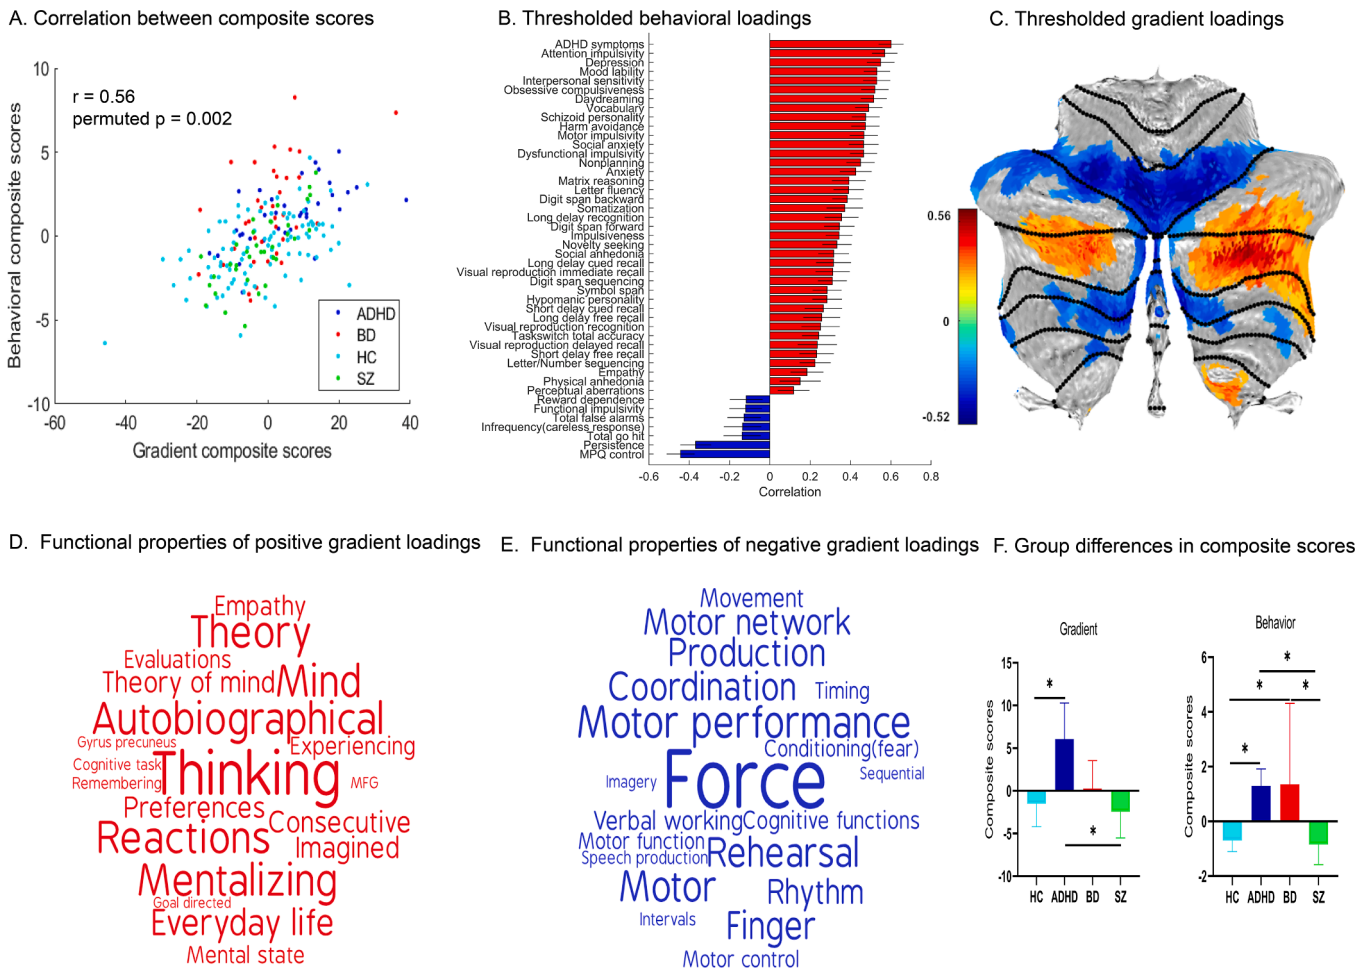 A. Correlation between composite scores
10
5
0
-5
-10
Behavioral composite scores
r = 0.56
permuted p = 0.002
ADHD
BD
HC
SZ
-60 -40 -20 0 20 40
Gradient composite scores
B. Thresholded behavioral loadings
ADHD symptoms
Attention impulsivity
Depression
Mood lability
Interpersonal sensitivity
Obsessive compulsiveness
Daydreaming
Vocabulary
Schizoid personality
Harm avoidance
Motor impulsivity
Social anxiety
Dysfunctional impulsivity
Nonplanning
Anxiety
Matrix reasoning
Letter fluency
Digit span backward
Somatization
Long delay recognition
Digit span forward
Impulsiveness
Novelty seeking
Social anhedonia
Long delay cued recall
Visual reproduction immediate recall
Digit span sequencing
Symbol span
Hypomanic personality
Short delay cued recall
Long delay free recall
Visual reproduction recognition
Taskswitch total accuracy
Visual reproduction delayed recall
Short delay free recall
Letter/Number sequencing
Empathy
Physical anhedonia
Perceptual aberrations
Reward dependence
Functional impulsivity
Total false alarms
Infrequency(careless response)
Total go hit
Persistence
MPQ control
-0.6 -0.4 -0.2 0 0.2 0.4 0.6 0.8
Correlation
C. Thresholded gradient loadings
0.56
0
-0.52
D. Functional properties of positive gradient loadings
Empathy
Theory
Evaluations
Theory of mind Mind
Autobiographical
Gyrus precuneus Experiencing
Cognitive task
Thinking
Remembering MFG
Preferences
Consecutive
Reactions
Imagined
Mentalizing
Goal directed
Everyday life
Mental state
E. Functional properties of negative gradient loadings
Movement
Motor network
Production
Coordination Timing
Motor performance
Conditioning(fear)
Sequential
Imagery Force
Verbal working Cognitive functions
Motor function
Speech production Rehearsal
Motor Rhythm
Intervals
Finger
Motor control
F. Group differences in composite scores
Gradient
Composite scores
15
10
5
0
-5
-10
*
*
HC ADHD BD SZ
Behavior
Composite scores
6
4
2
0
-2
*
* *
*
HC ADHD BD SZ